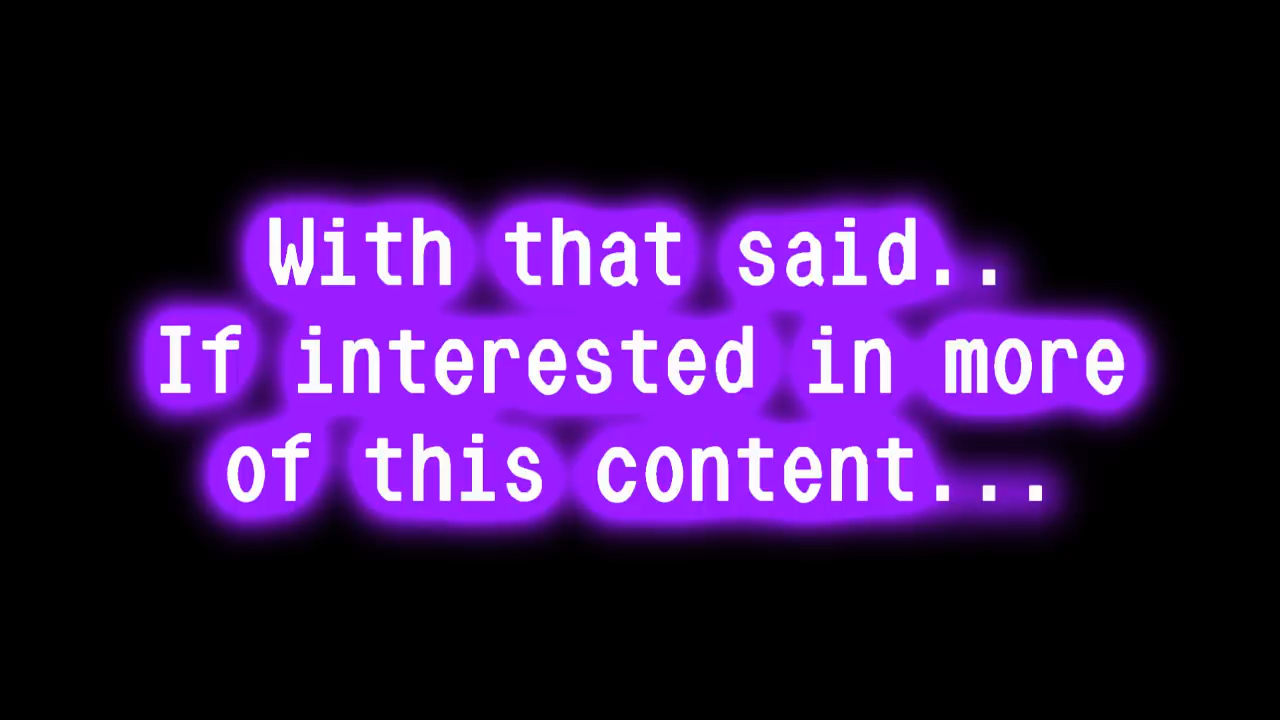 With that said..
If interested in more
of this content...